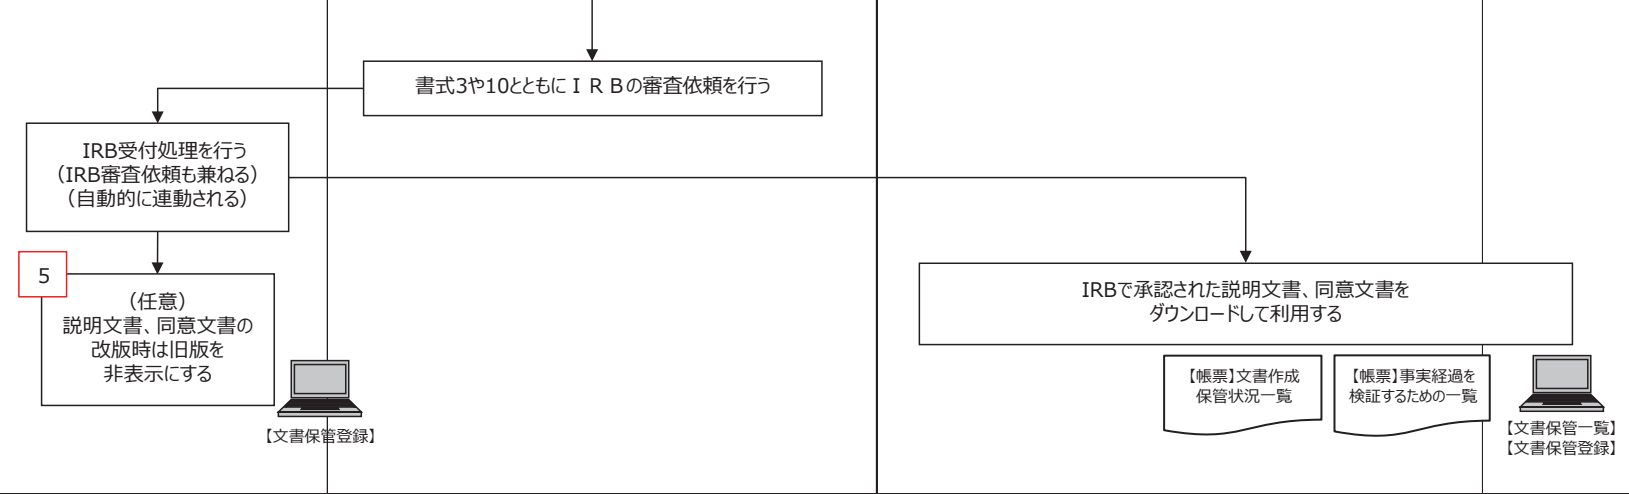 書式3や10とともにＩＲＢの審査依頼を行う
IRB受付処理を行う
（IRB審査依頼も兼ねる）
（自動的に連動される）
5
（任意）
説明文書、同意文書の
改版時は旧版を
非表示にする
【文書保管登録】
IRBで承認された説明文書、同意文書を
ダウンロードして利用する
【帳票】文書作成
保管状況一覧
【帳票】事実経過を
検証するための一覧
【文書保管一覧】
【文書保管登録】